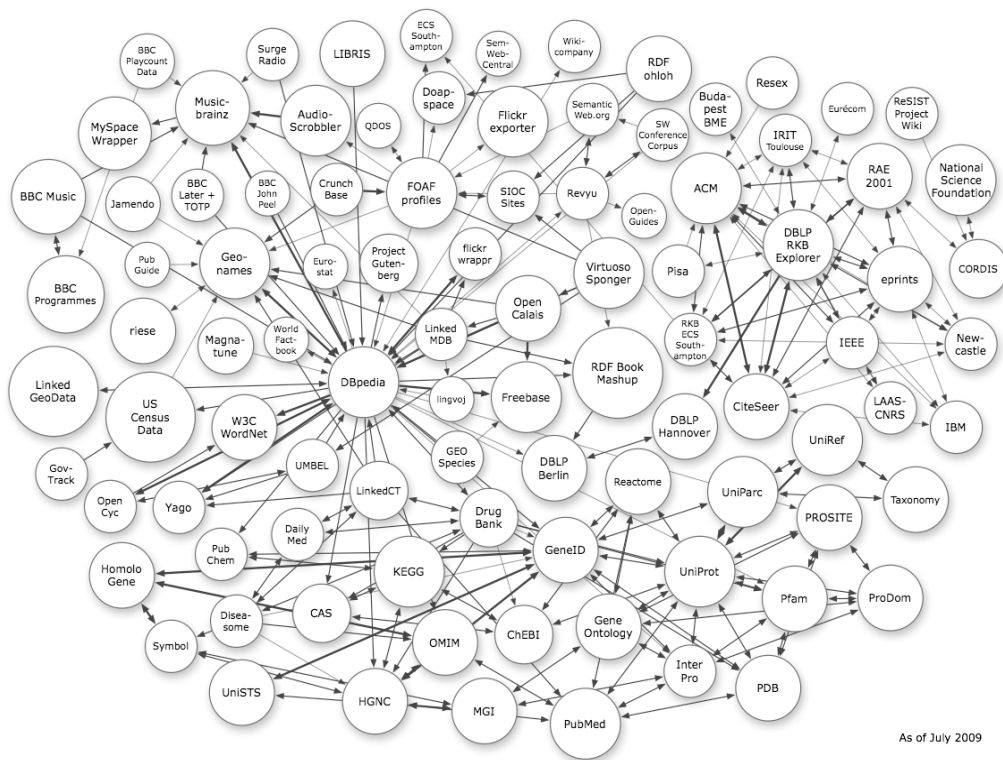 ECS
South-
ampton
BBC
Playcount
Data
Surge
Radio
LIBRIS
Sem-
Web-
Central
Wiki-
company
RDF
ohloh
Music-
brainz
Doap-
space
Flickr
exporter
Buda-
pest
BME
Resex
Eurécom
ReSIST
Project
Wiki
MySpace
Wrapper
Audio-
Scrobbler
QDOS
Semantic
Web.org
SW
Conference
Corpus
IRIT
Toulouse
National
Science
Foundation
BBC Music
Jamendo
BBC
Later +
TOTP
BBC
John
Peel
Crunch
Base
FOAF
profiles
SIOC
Sites
Revyu
Open-
Guides
ACM
RAE
2001
DBLP
RKB
Explorer
Pub
Guide
Geo-
names
Euro-
stat
Project
Guten-
berg
flickr
wrappr
Virtuoso
Sponger
Pisa
eprints
CORDIS
BBC
Programmes
riese
Open
Calais
Magna-
tune
World
Fact-
book
Linked
MDB
RKB
ECS
South-
ampton
IEEE
New-
castle
Linked
GeoData
US
Census
Data
DBpedia
lingvoj
Freebase
RDF Book
Mashup
CiteSeer
LAAS-
CNRS
IBM
W3C
WordNet
DBLP
Hannover
UniRef
Gov-
Track
UMBEL
GEO
Species
DBLP
Berlin
Reactome
UniParc
Taxonomy
Open
Cyc
Yago
LinkedCT
Drug
Bank
PROSITE
Pub
Chem
Daily
Med
GeneID
Homolo
Gene
KEGG
UniProt
Pfam
ProDom
Disea-
some
CAS
ChEBI
Gene
Ontology
Symbol
OMIM
Inter
Pro
UniSTS
HGNC
MGI
PubMed
PDB
As of July 2009